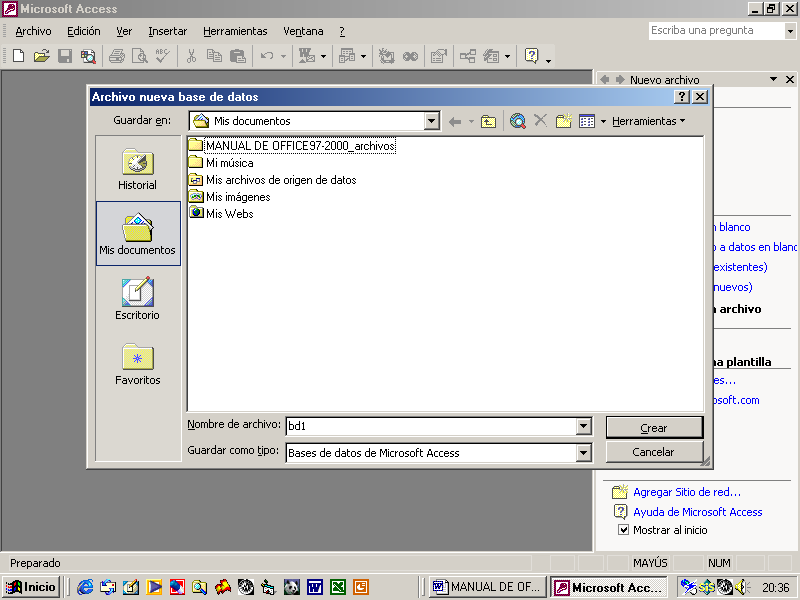 Microsoft Access
Archivo Edición Ver Insertar Herramientas Ventana ?
Escriba una pregunta
Nuevo archivo
Archivo nueva base de datos
Guardar en: Mis documentos
Herramientas
MANUAL DE OFFICE97-2000_archivos
Mi música
Mis archivos de origen de datos
Mis imágenes
Mis Webs
Historial
Mis documentos
Escritorio
Favoritos
Nombre de archivo: bd1
Crear
Guardar como tipo: Bases de datos de Microsoft Access
Cancelar
blanco
o a datos en blanc
existentes)
nuevos)
archivo
plantilla
es...
osoft.com
Agregar Sitio de red...
Ayuda de Microsoft Access
Mostrar al inicio
Preparado
MAYÚS NUM
Inicio
MANUAL DE OF...
Microsoft Acc...
20:36